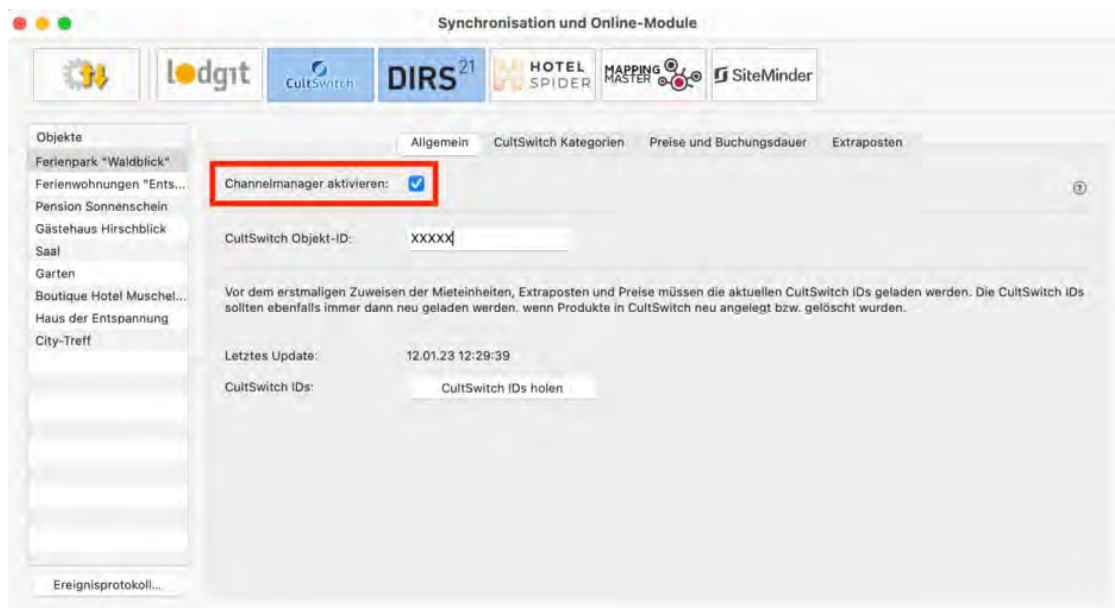 Synchronisation und Online-Module
lodgit
CultSwitch
DIRS21
HOTEL SPIDER
MAPPING MASTER
SiteMinder
Objekte
Ferienpark "Waldblick"
Ferienwohnungen "Ents...
Pension Sonnenschein
Gästehaus Hirschblick
Saal
Garten
Boutique Hotel Muschel...
Haus der Entspannung
City-Treff
Ereignisprotokoll...
Allgemein CultSwitch Kategorien Preise und Buchungsdauer Extraposten
Channelmanager aktivieren:
?
CultSwitch Objekt-ID: XXXXX
Vor dem erstmaligen Zuweisen der Mieteinheiten, Extraposten und Preise müssen die aktuellen CultSwitch IDs geladen werden. Die CultSwitch IDs
sollten ebenfalls immer dann neu geladen werden. wenn Produkte in CultSwitch neu angelegt bzw. gelöscht wurden.
Letztes Update: 12.01.23 12:29:39
CultSwitch IDs: CultSwitch IDs holen